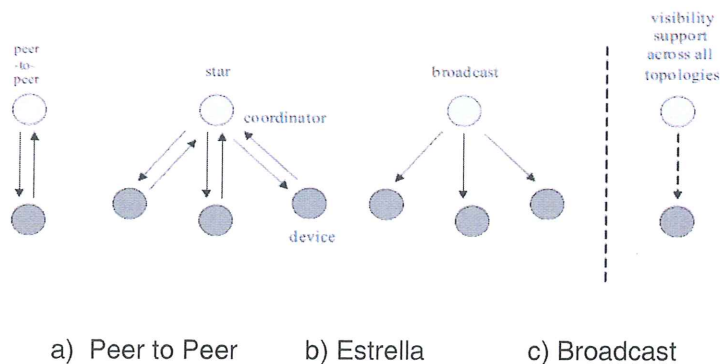 peer
-to-
peer
star
coordinator
device
broadcast
visibility
support
across all
topologies
a) Peer to Peer
b) Estrella
c) Broadcast